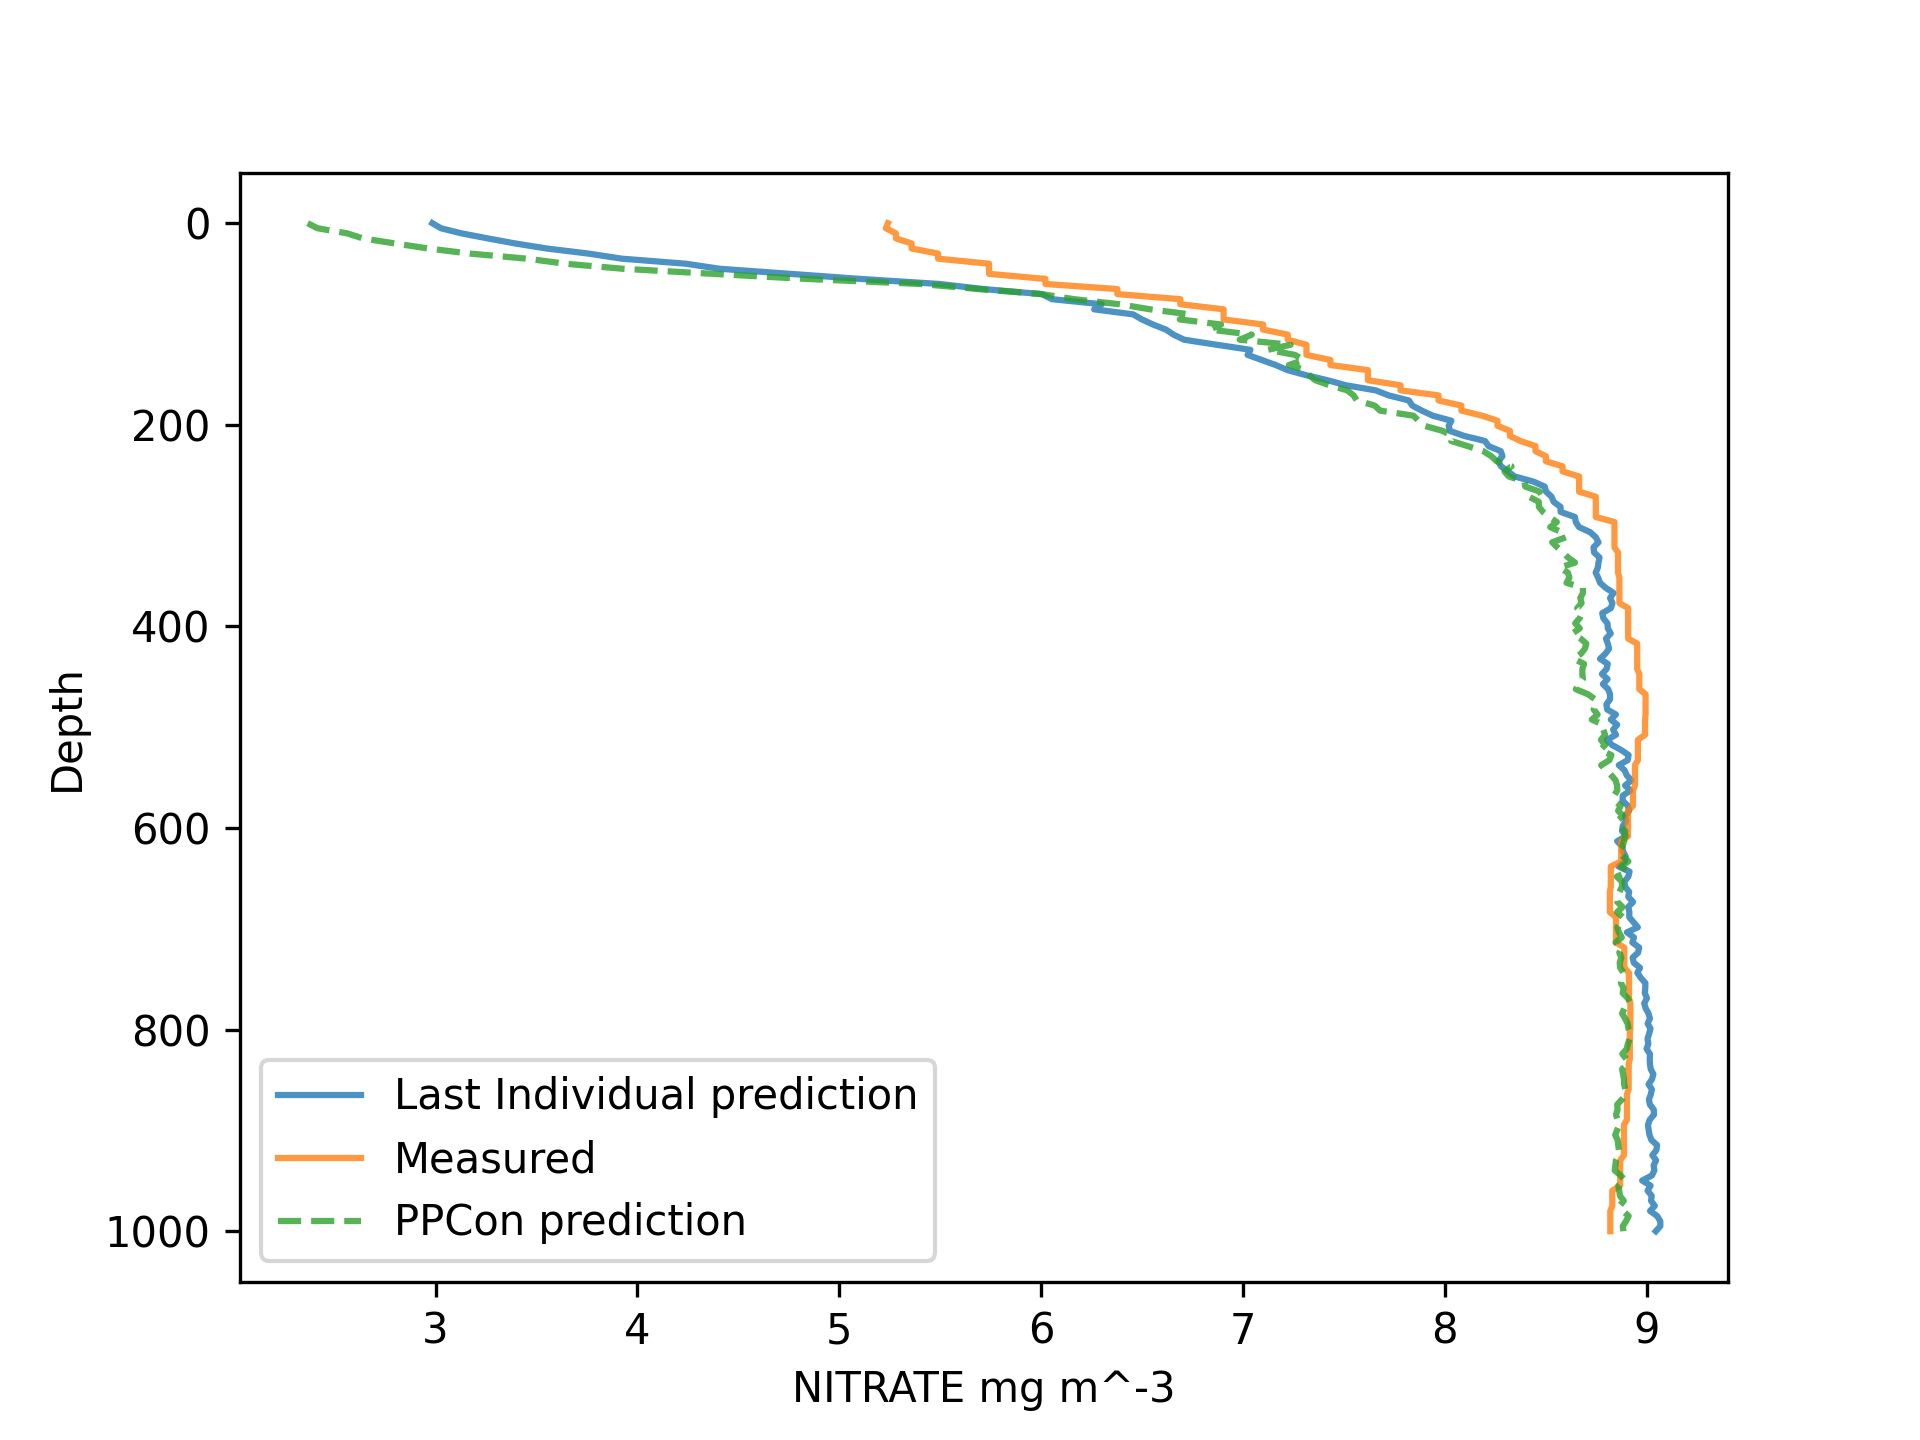 0
200
400
600
800
1000
Depth
Last Individual prediction
Measured
PPCon prediction
3 4 5 6 7 8 9
NITRATE mg m^-3